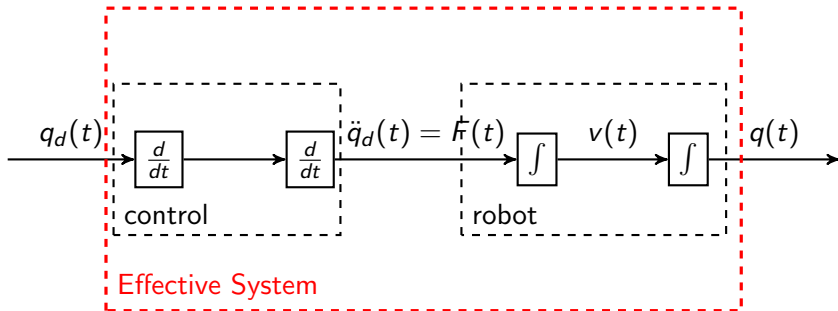 q_d(t) q̈_d(t) = F(t) v(t) q(t)
d/dt d/dt ∫ ∫
control robot
Effective System